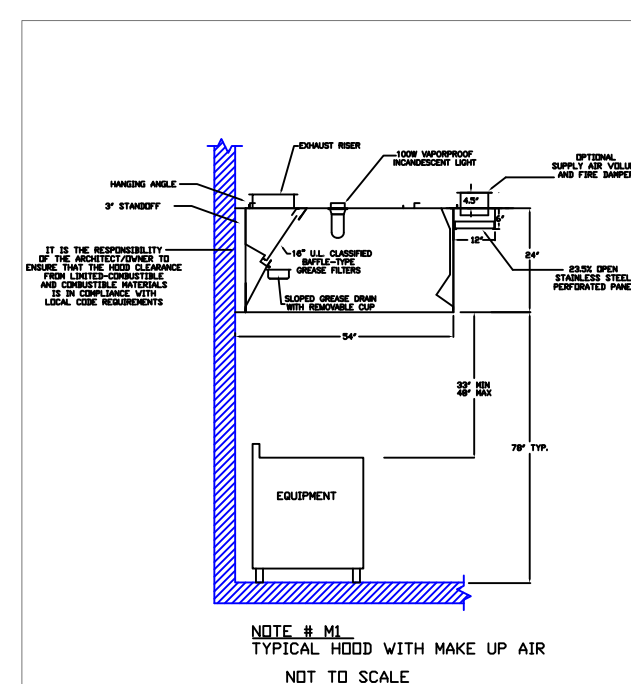 EXHAUST RISER
100W VAPORPROOF
INCANDESCENT LIGHT
OPTIONAL
SUPPLY AIR
AND FIRE
HANGING ANGLE
3" STANDOFF
4.5"
6"
12"
24"
IT IS THE RESPONSIBILITY
OF THE ARCHITECT/OWNER TO
ENSURE THAT THE HOOD CLEARANCE
FROM LIMITED-COMBUSTIBLE
AND COMBUSTIBLE MATERIALS
IS IN COMPLIANCE WITH
LOCAL CODE REQUIREMENTS
16" U.L. CLASSIFIED
BAFFLE-TYPE
GREASE FILTERS
23.5% OPEN
STAINLESS
PERFORATED
SLOPED GREASE DRAIN
WITH REMOVABLE CUP
54"
33" MIN
48" MAX
78" TYP.
EQUIPMENT
NOTE # M1
TYPICAL HOOD WITH MAKE UP AIR
NOT TO SCALE